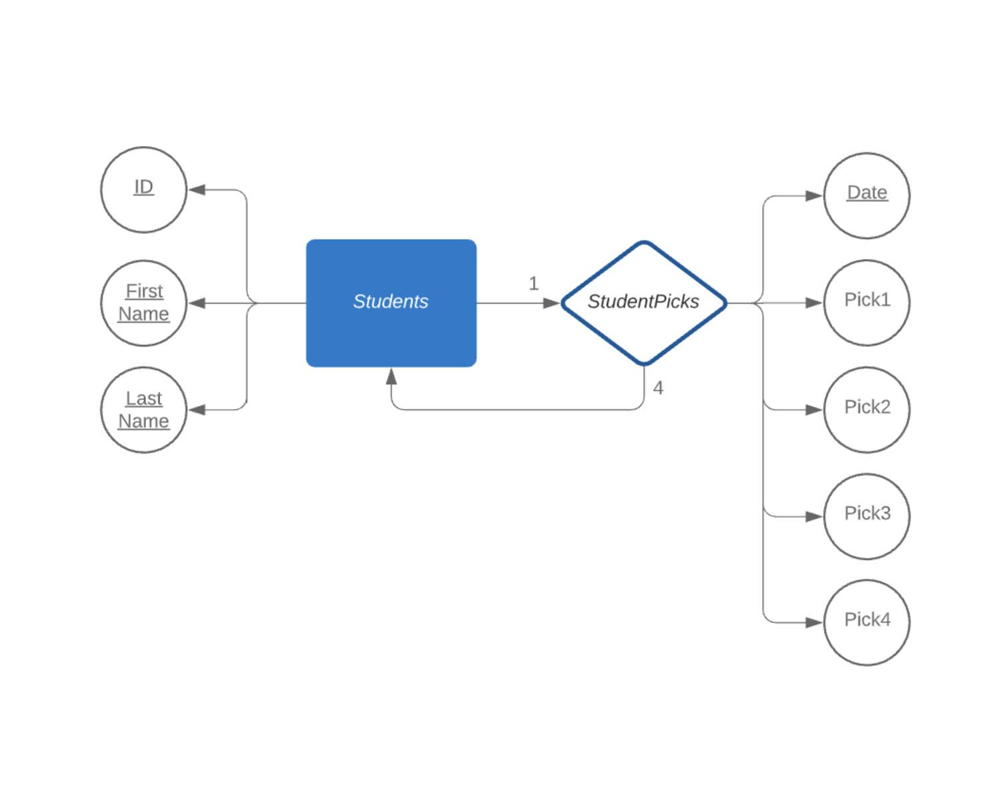 ID
First
Name
Last
Name
Students
1
StudentPicks
4
Date
Pick1
Pick2
Pick3
Pick4